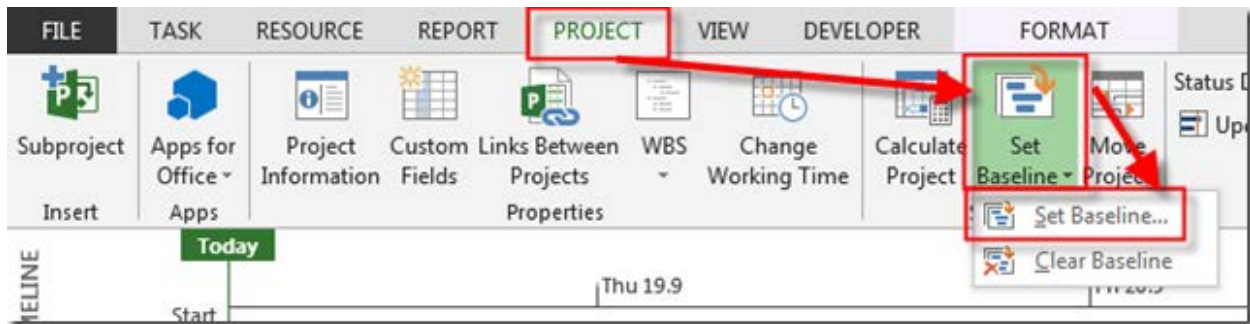 FILE TASK RESOURCE REPORT PROJECT VIEW DEVELOPER FORMAT
Subproject
Apps for
Office
Project
Information
Custom
Fields
Links Between
Projects
WBS
Change
Working Time
Calculate
Project
Set
Baseline
Move
Project
Status
Insert
Apps
Properties
Set Baseline...
Clear Baseline
Today
Thu 19.9
Start